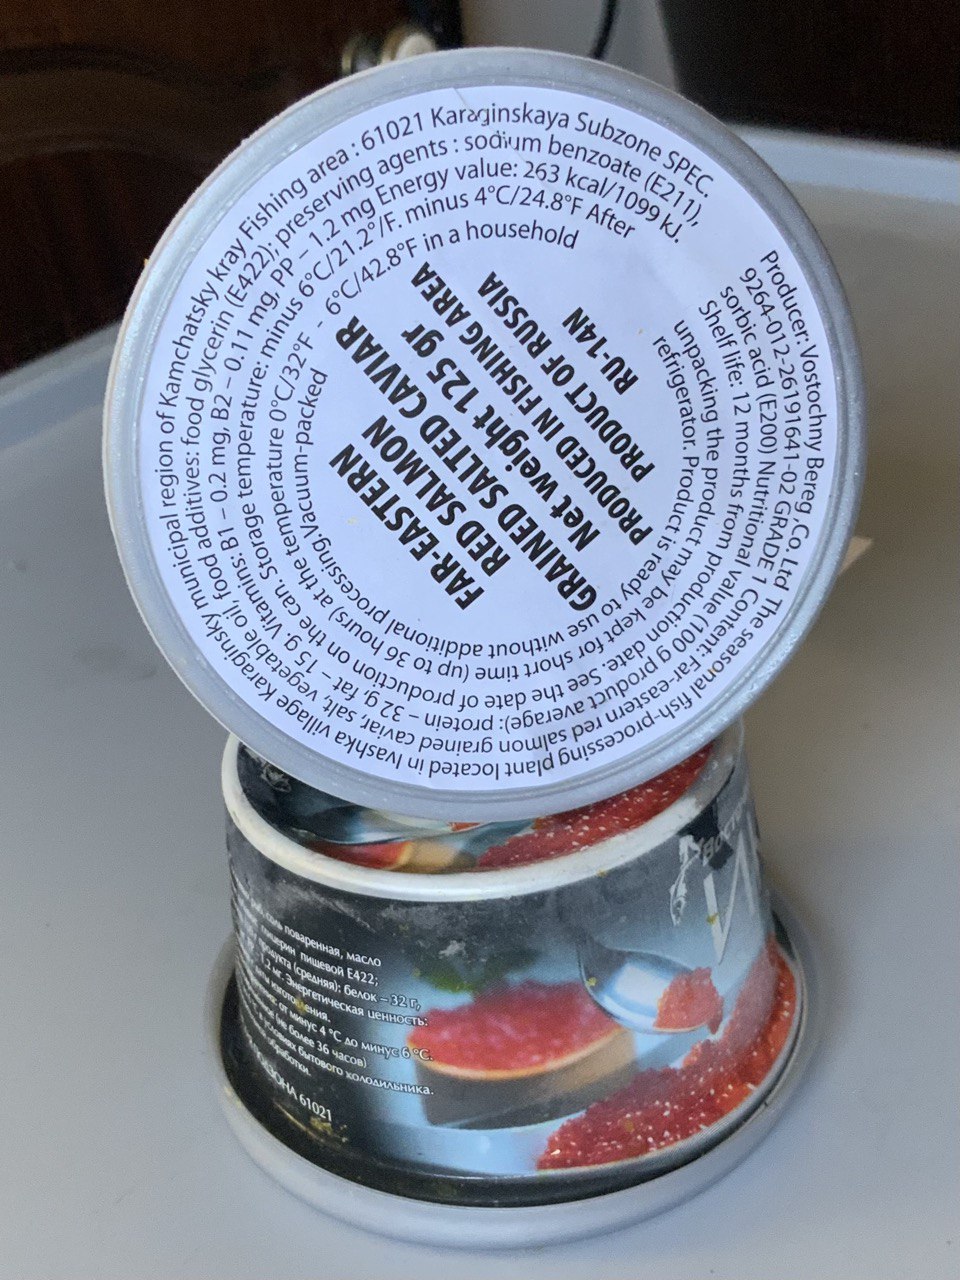 Producer: Vostochny Bereg ,Co.Ltd The seasonal fish-processing plant located in Ivashka village Karaginsky municipal region of Kamchatsky kray Fishing area : 61021 Karaginskaya Subzone SPEC.
9264-012-26191641-02 GRADE 1 Content: Far-eastern red salmon grained caviar, salt, vegetable oil, food additives: food glycerin (E422); preserving agents : sodium benzoate (E211),
sorbic acid (E200) Nutritional value (100 g product average): protein – 32 g, fat – 15 g. Vitamins: B1 – 0.2 mg, B2 – 0.11 mg, PP – 1.2 mg Energy value: 263 kcal/1099 kJ.
Shelf life: 12 months from production date. See the date of production on the can. Storage temperature: minus 6°C/21.2°/F. minus 4°C/24.8°F After
unpacking the product may be kept for short time (up to 36 hours) at the temperature 0°C/32°F - 6°C/42.8°F in a household
refrigerator. Product is ready to use without additional processing.Vacuum-packed
FAR-EASTERN
RED SALMON
GRAINED SALTED CAVIAR
Net weight 125 gr
PRODUCED IN FISHING AREA
PRODUCT OF RUSSIA
RU-14N
соль поваренная, масло
пищевой Е422;
продукта (средняя); белок – 32 г,
1,2 мг. Энергетическая ценность:
изготовления.
от минус 4 °С до минус 6 °С.
(не более 36 часов)
в условиях бытового холодильника.
обработки.
61021